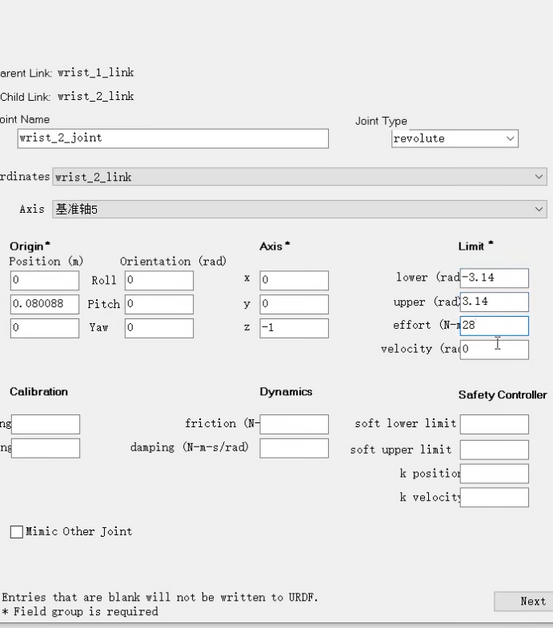 arent Link: wrist_1_link
Child Link: wrist_2_link
oint Name
Joint Type
wrist_2_joint
revolute
rdinates wrist_2_link
Axis 基准轴5
Origin*
Axis*
Limit *
Position (m)
Orientation (rad)
0 Roll 0 x 0 lower (rad -3.14
0.080088 Pitch 0 y 0 upper (rad 3.14
0 Yaw 0 z -1 effort (N-m 28
velocity (rad 0
Calibration
Dynamics
Safety Controller
ng friction (N- soft lower limit
ng damping (N-m-s/rad) soft upper limit
k position
k velocity
Mimic Other Joint
Entries that are blank will not be written to URDF.
Next
* Field group is required